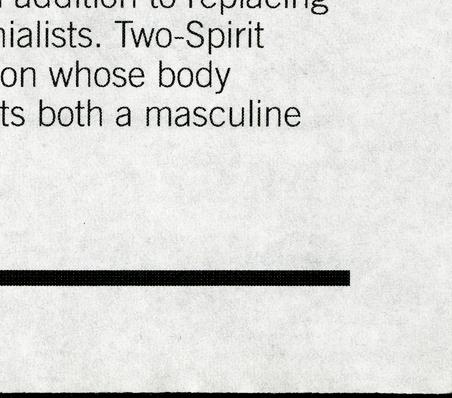 addition to replacing
nialists. Two-Spirit
on whose body
ts both a masculine